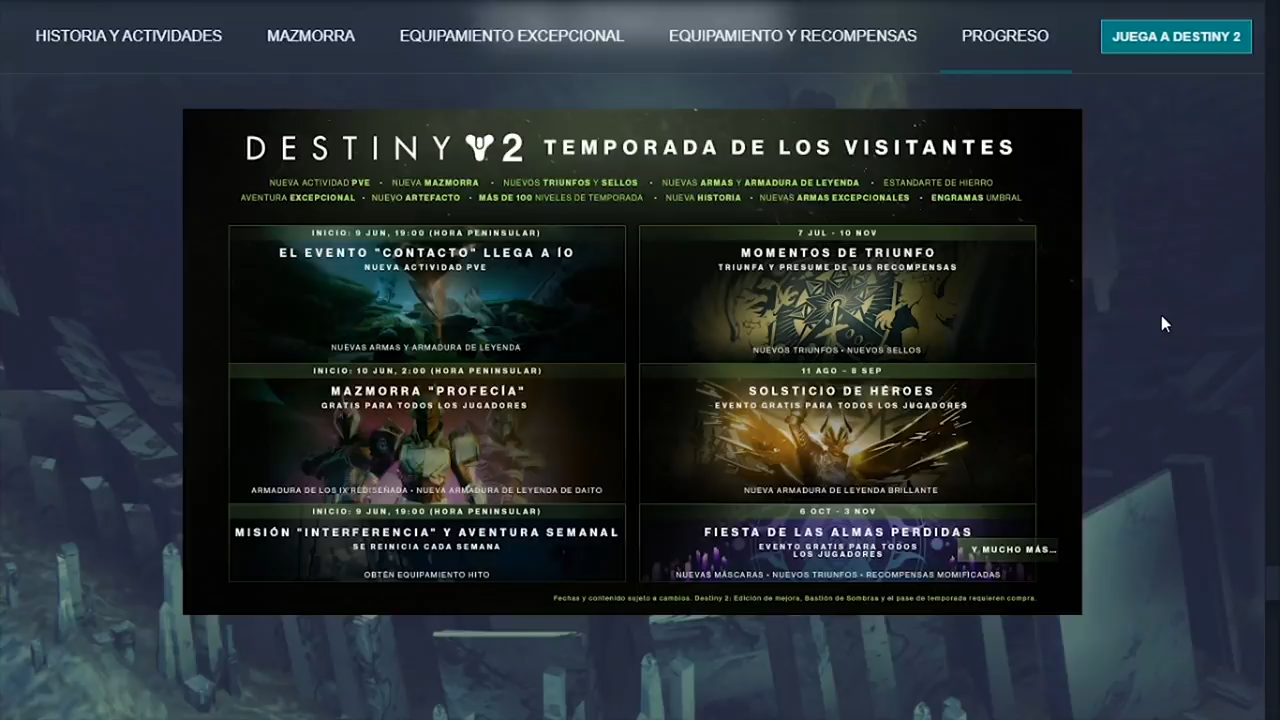 HISTORIA Y ACTIVIDADES MAZMORRA EQUIPAMIENTO EXCEPCIONAL EQUIPAMIENTO Y RECOMPENSAS PROGRESO JUEGA A DESTINY 2
DESTINY 2 TEMPORADA DE LOS VISITANTES
NUEVA ACTIVIDAD PVE • NUEVA MAZMORRA • NUEVOS TRIUNFOS Y SELLOS • NUEVAS ARMAS Y ARMADURA DE LEYENDA • ESTANDARTE DE HIERRO
AVENTURA EXCEPCIONAL • NUEVO ARTEFACTO • MÁS DE 100 NIVELES DE TEMPORADA • NUEVA HISTORIA • NUEVAS ARMAS EXCEPCIONALES • ENGRAMAS UMBRAL
INICIO: 9 JUN, 19:00 (HORA PENINSULAR)
EL EVENTO "CONTACTO" LLEGA A ÍO
NUEVA ACTIVIDAD PVE
NUEVAS ARMAS Y ARMADURA DE LEYENDA
7 JUL - 10 NOV
MOMENTOS DE TRIUNFO
TRIUNFA Y PRESUME DE TUS RECOMPENSAS
NUEVOS TRIUNFOS • NUEVOS SELLOS
INICIO: 10 JUN, 2:00 (HORA PENINSULAR)
MAZMORRA "PROFECÍA"
GRATIS PARA TODOS LOS JUGADORES
ARMADURA DE LOS IX REDISEÑADA • NUEVA ARMADURA DE LEYENDA DE DAITO
11 AGO - 8 SEP
SOLSTICIO DE HÉROES
EVENTO GRATIS PARA TODOS LOS JUGADORES
NUEVA ARMADURA DE LEYENDA BRILLANTE
INICIO: 9 JUN, 19:00 (HORA PENINSULAR)
MISIÓN "INTERFERENCIA" Y AVENTURA SEMANAL
SE REINICIA CADA SEMANA
OBTÉN EQUIPAMIENTO HITO
6 OCT - 3 NOV
FIESTA DE LAS ALMAS PERDIDAS
EVENTO GRATIS PARA TODOS
LOS JUGADORES
Y MUCHO MÁS...
NUEVAS MÁSCARAS • NUEVOS TRIUNFOS • RECOMPENSAS MOMIFICADAS
Fechas y contenido sujeto a cambios. Destiny 2: Edición de mejora, Bastión de Sombras y el pase de temporada requieren compra.